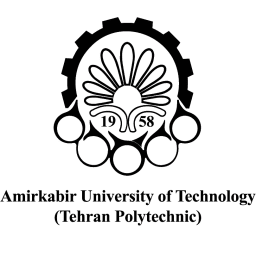 19 58
Amirkabir University of Technology
(Tehran Polytechnic)